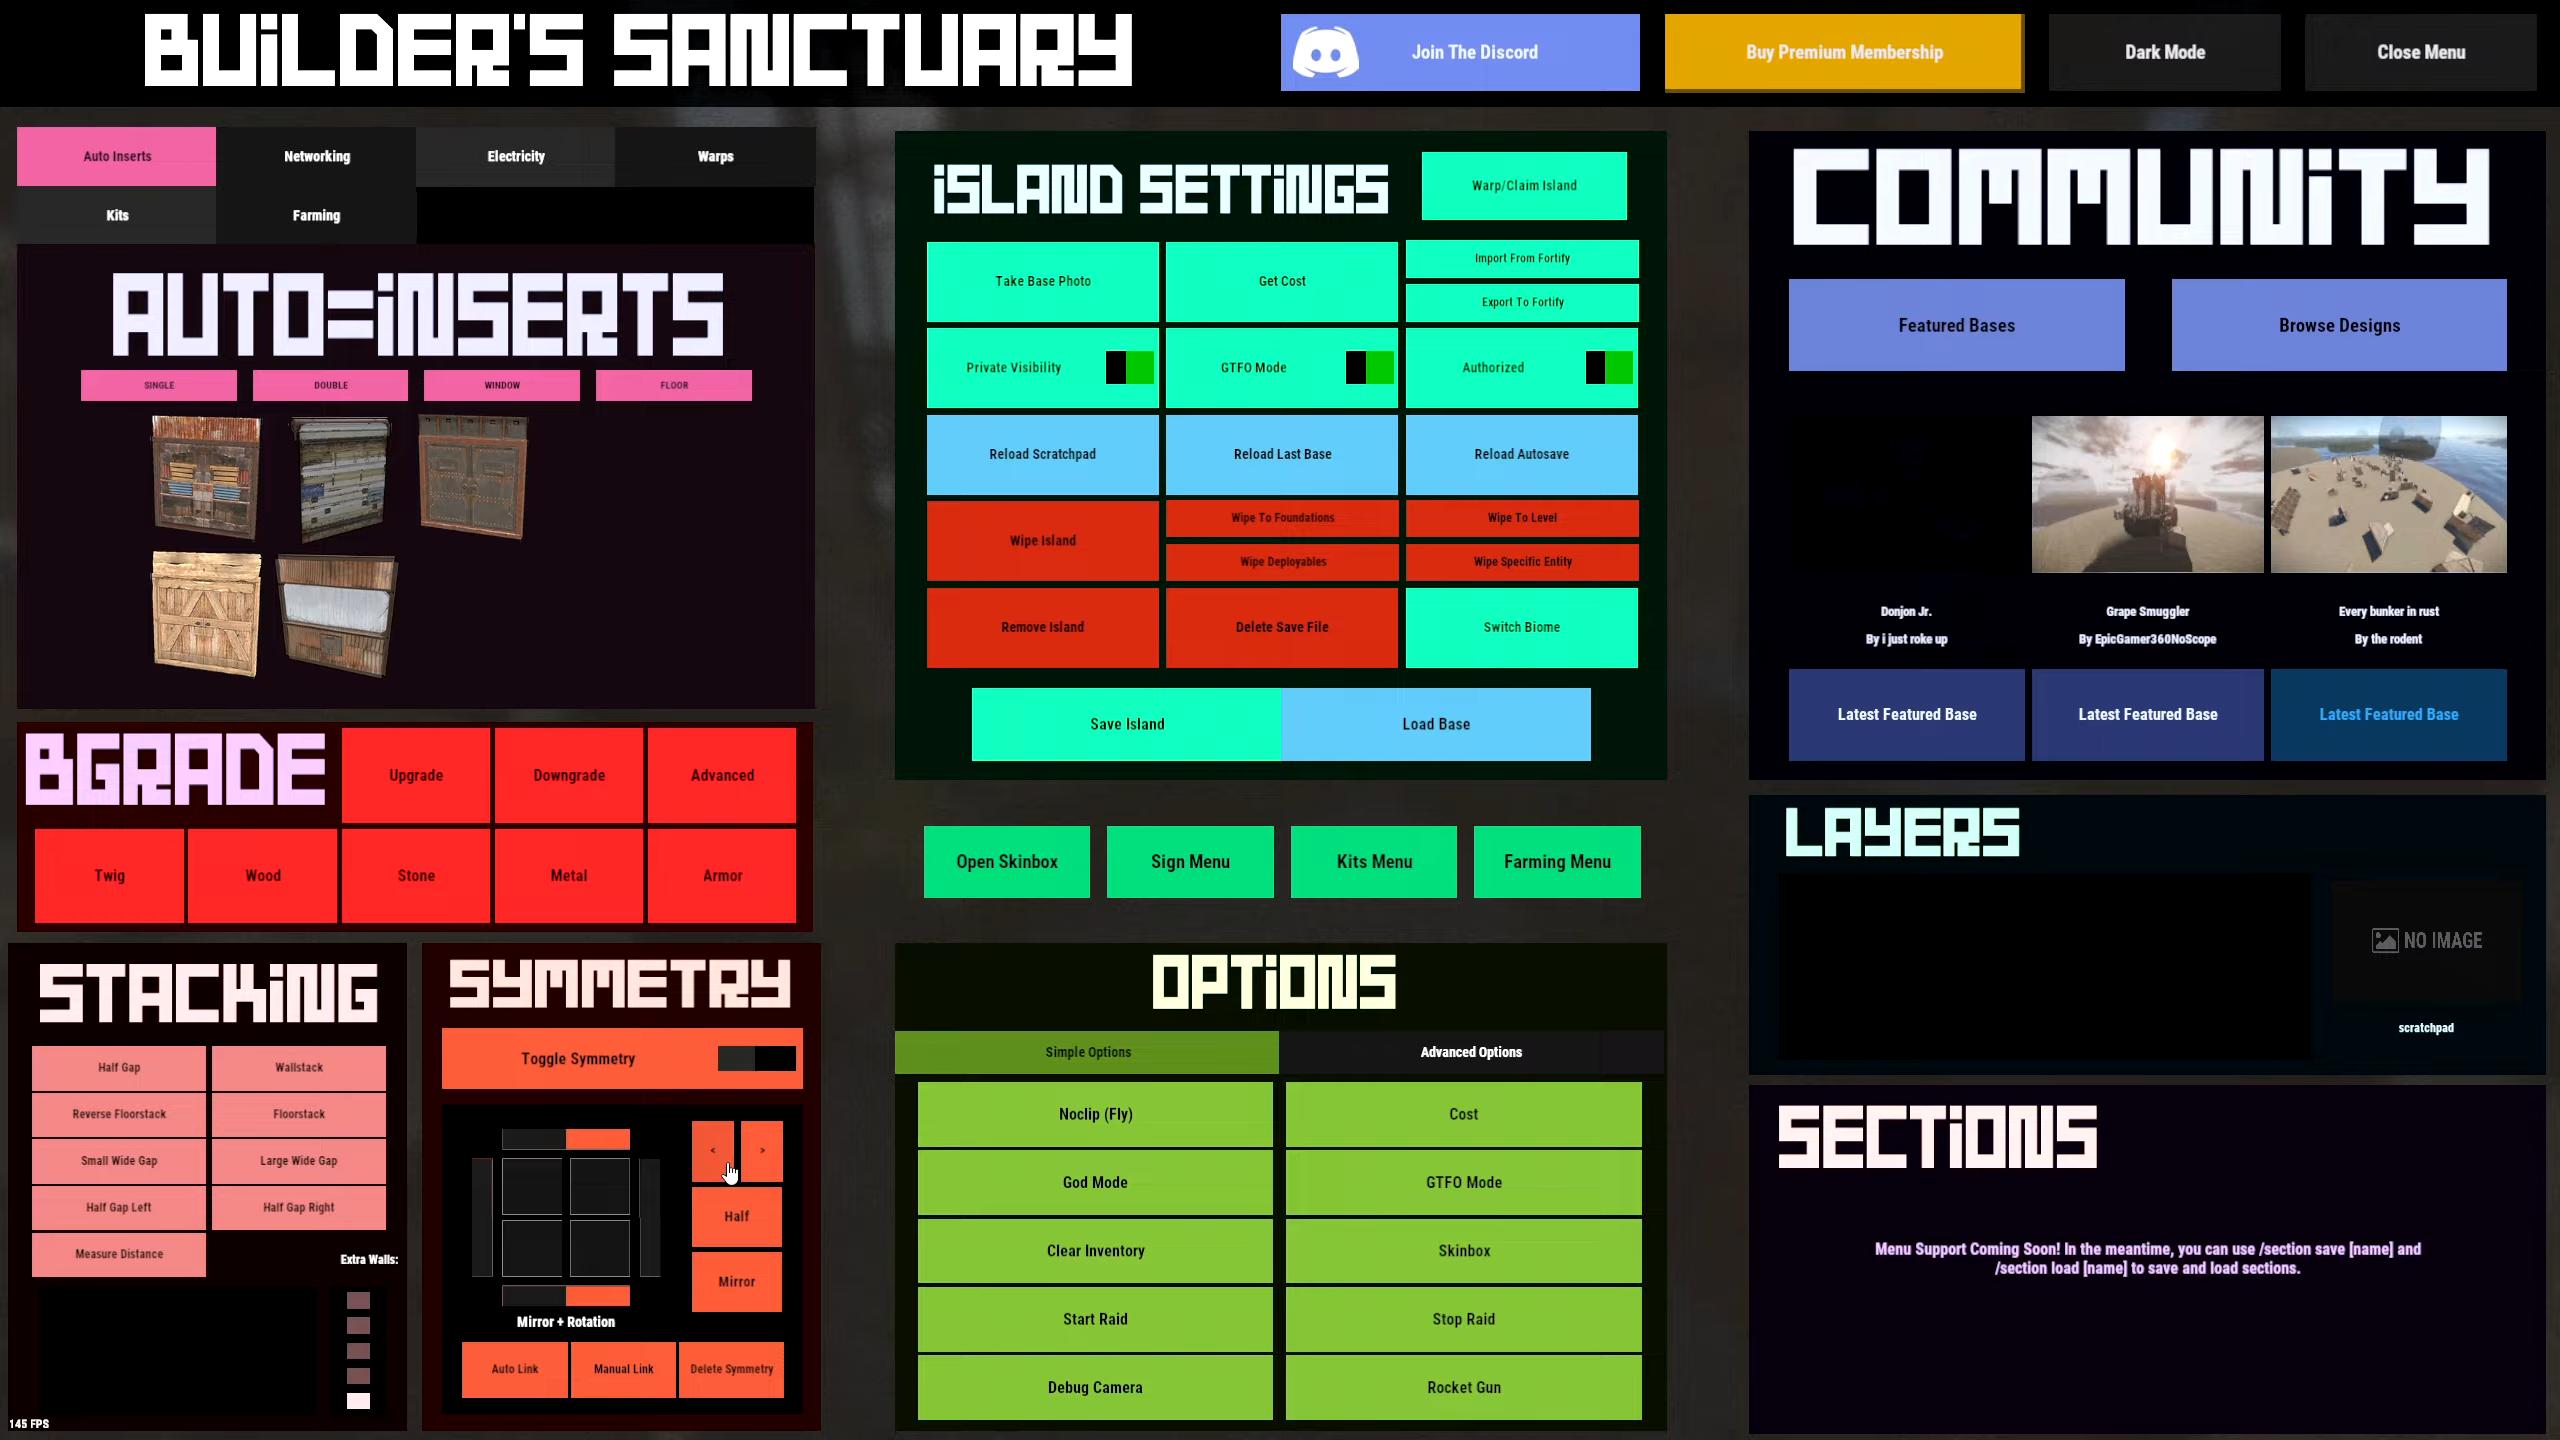 BUiLDER'S SANCTUARY
Join The Discord
Buy Premium Membership
Dark Mode
Close Menu
Auto Inserts
Networking
Electricity
Warps
Kits
Farming
AUTO=iNSERTS
SINGLE
DOUBLE
WINDOW
FLOOR
BGRADE
Upgrade
Downgrade
Advanced
Twig
Wood
Stone
Metal
Armor
STACKiNG
Half Gap
Wallstack
Reverse Floorstack
Floorstack
Small Wide Gap
Large Wide Gap
Half Gap Left
Half Gap Right
Measure Distance
Extra Walls:
145 FPS
SYMMETRY
Toggle Symmetry
<
>
Half
Mirror
Mirror + Rotation
Auto Link
Manual Link
Delete Symmetry
iSLAND SETTiNGS
Warp/Claim Island
Take Base Photo
Get Cost
Import From Fortify
Export To Fortify
Private Visibility
GTFO Mode
Authorized
Reload Scratchpad
Reload Last Base
Reload Autosave
Wipe Island
Wipe To Foundations
Wipe To Level
Wipe Deployables
Wipe Specific Entity
Remove Island
Delete Save File
Switch Biome
Save Island
Load Base
Open Skinbox
Sign Menu
Kits Menu
Farming Menu
OPTiONS
Simple Options
Advanced Options
Noclip (Fly)
Cost
God Mode
GTFO Mode
Clear Inventory
Skinbox
Start Raid
Stop Raid
Debug Camera
Rocket Gun
COMMUNiTY
Featured Bases
Browse Designs
Donjon Jr.
By i just roke up
Grape Smuggler
By EpicGamer360NoScope
Every bunker in rust
By the rodent
Latest Featured Base
Latest Featured Base
Latest Featured Base
LAYERS
NO IMAGE
scratchpad
SECTiONS
Menu Support Coming Soon! In the meantime, you can use /section save [name] and
/section load [name] to save and load sections.